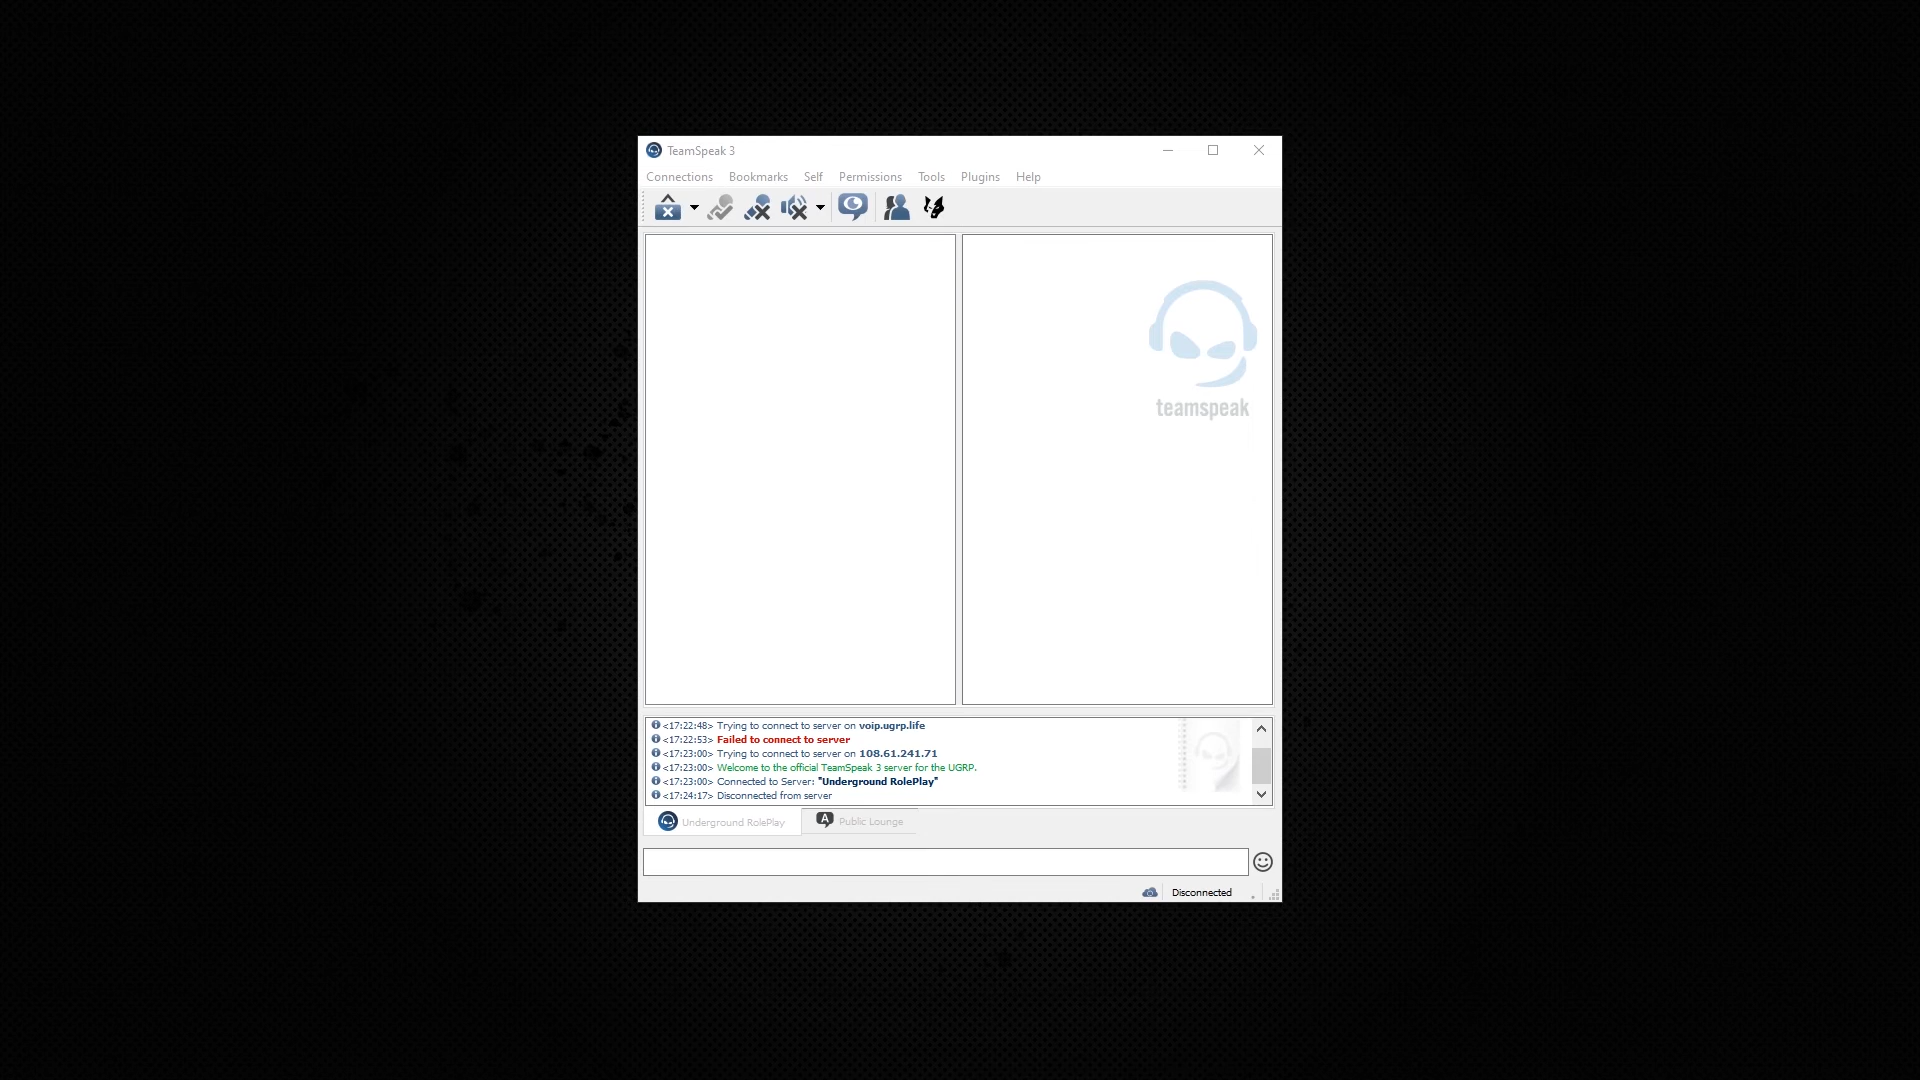 TeamSpeak 3
Connections Bookmarks Self Permissions Tools Plugins Help
teamspeak
<17:22:48> Trying to connect to server on voip.ugrp.life
<17:22:53> Failed to connect to server
<17:23:00> Trying to connect to server on 108.61.241.71
<17:23:00> Welcome to the official TeamSpeak 3 server for the UGRP.
<17:23:00> Connected to Server: "Underground RolePlay"
<17:24:17> Disconnected from server
Underground RolePlay Public Lounge
Disconnected